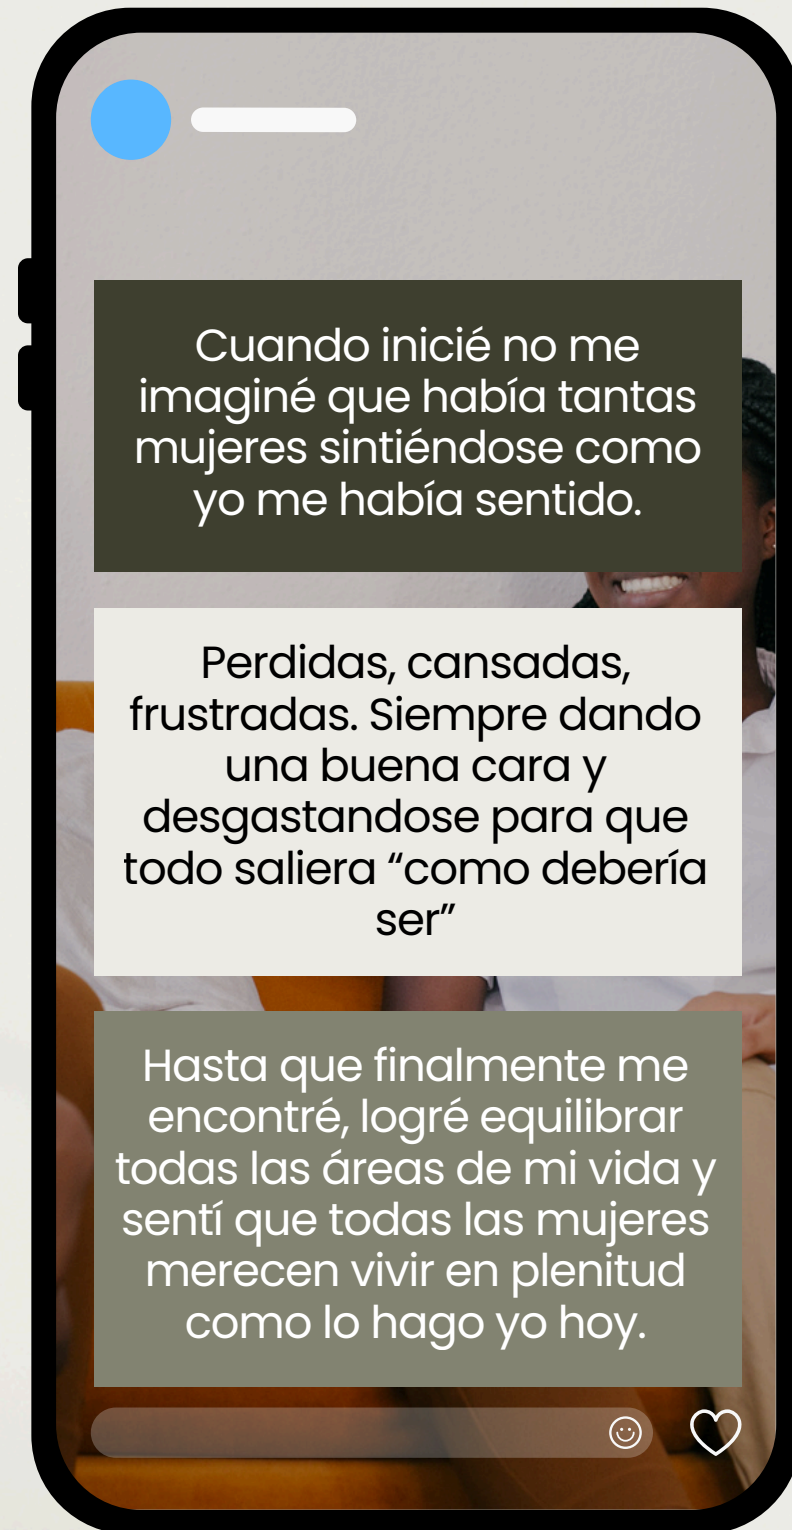 Cuando inicié no me
imaginé que había tantas
mujeres sintiéndose como
yo me había sentido.
Perdidas, cansadas,
frustradas. Siempre dando
una buena cara y
desgastandose para que
todo saliera “como debería
ser”
Hasta que finalmente me
encontré, logré equilibrar
todas las áreas de mi vida y
sentí que todas las mujeres
merecen vivir en plenitud
como lo hago yo hoy.